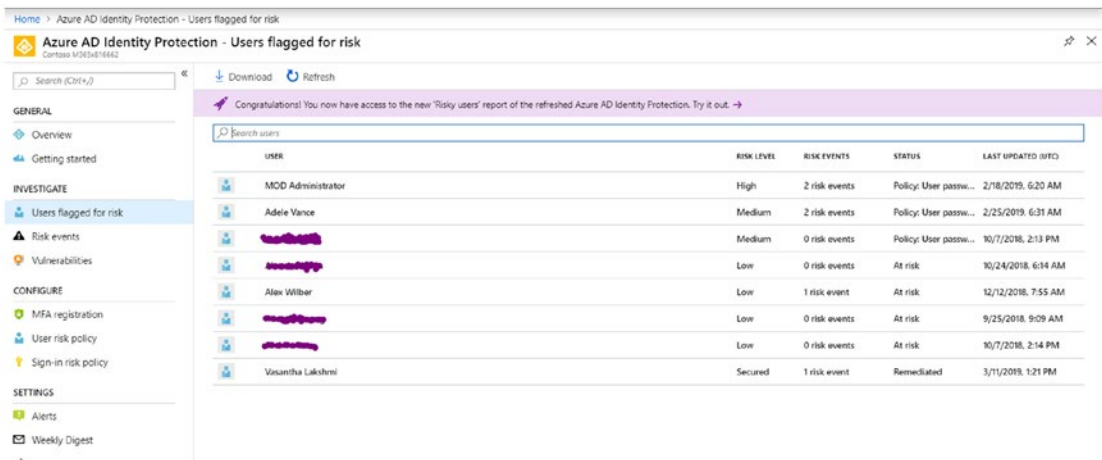 Home > Azure AD Identity Protection - Users flagged for risk
Azure AD Identity Protection - Users flagged for risk
Contoso M365x816662
Search (Ctrl+/)
«
Download Refresh
Congratulations! You now have access to the new 'Risky users' report of the refreshed Azure AD Identity Protection. Try it out. →
Search users
GENERAL
Overview
Getting started
INVESTIGATE
Users flagged for risk
Risk events
Vulnerabilities
CONFIGURE
MFA registration
User risk policy
Sign-in risk policy
SETTINGS
Alerts
Weekly Digest
USER RISK LEVEL RISK EVENTS STATUS LAST UPDATED (UTC)
MOD Administrator High 2 risk events Policy: User passw... 2/18/2019, 6:20 AM
Adele Vance Medium 2 risk events Policy: User passw... 2/25/2019, 6:31 AM
Medium 0 risk events Policy: User passw... 10/7/2018, 2:13 PM
Low 0 risk events At risk 10/24/2018, 6:14 AM
Alex Wilber Low 1 risk event At risk 12/12/2018, 7:55 AM
Low 0 risk events At risk 9/25/2018, 9:09 AM
Low 0 risk events At risk 10/7/2018, 2:14 PM
Vasantha Lakshmi Secured 1 risk event Remediated 3/11/2019, 1:21 PM